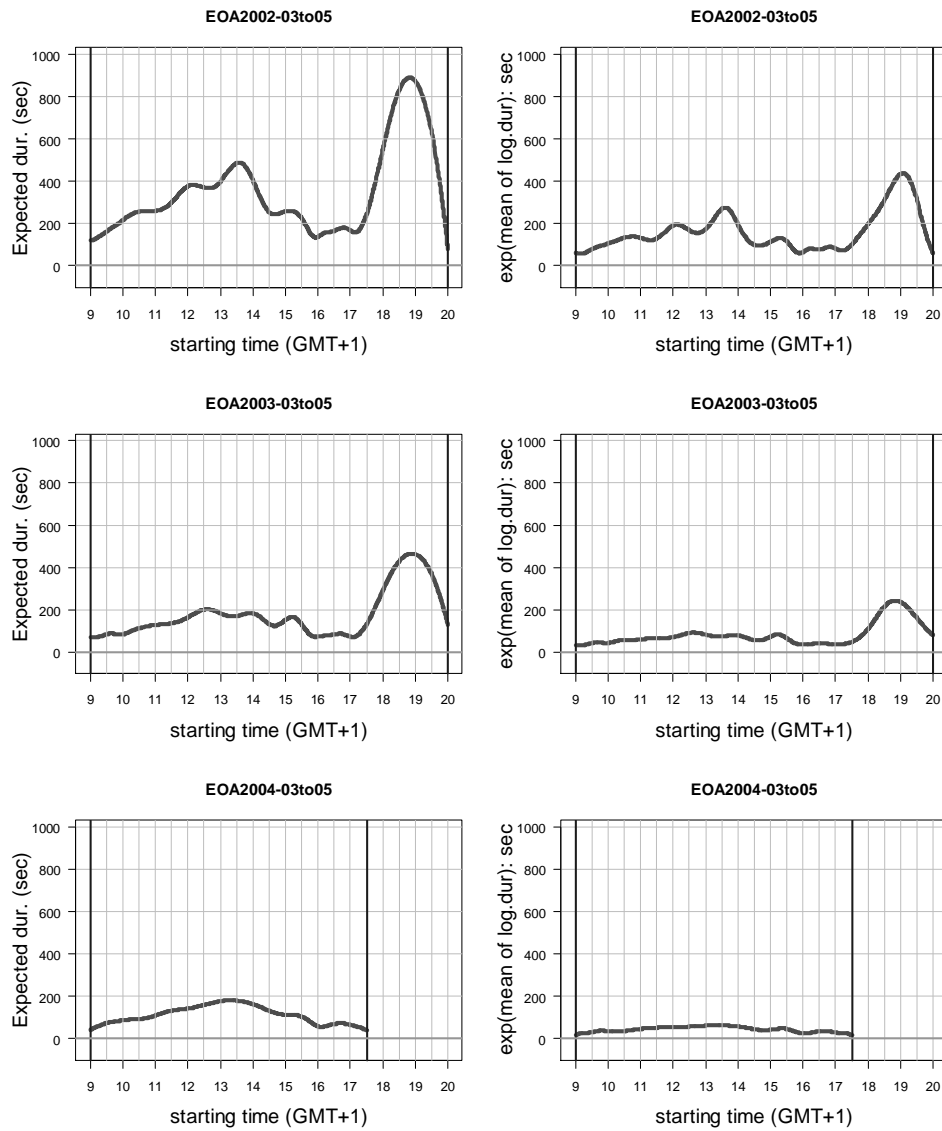 EOA2002-03to05
Expected dur. (sec)
1000
800
600
400
200
0
9 10 11 12 13 14 15 16 17 18 19 20
starting time (GMT+1)
EOA2002-03to05
exp(mean of log.dur): sec
1000
800
600
400
200
0
9 10 11 12 13 14 15 16 17 18 19 20
starting time (GMT+1)
EOA2003-03to05
Expected dur. (sec)
1000
800
600
400
200
0
9 10 11 12 13 14 15 16 17 18 19 20
starting time (GMT+1)
EOA2003-03to05
exp(mean of log.dur): sec
1000
800
600
400
200
0
9 10 11 12 13 14 15 16 17 18 19 20
starting time (GMT+1)
EOA2004-03to05
Expected dur. (sec)
1000
800
600
400
200
0
9 10 11 12 13 14 15 16 17 18 19 20
starting time (GMT+1)
EOA2004-03to05
exp(mean of log.dur): sec
1000
800
600
400
200
0
9 10 11 12 13 14 15 16 17 18 19 20
starting time (GMT+1)